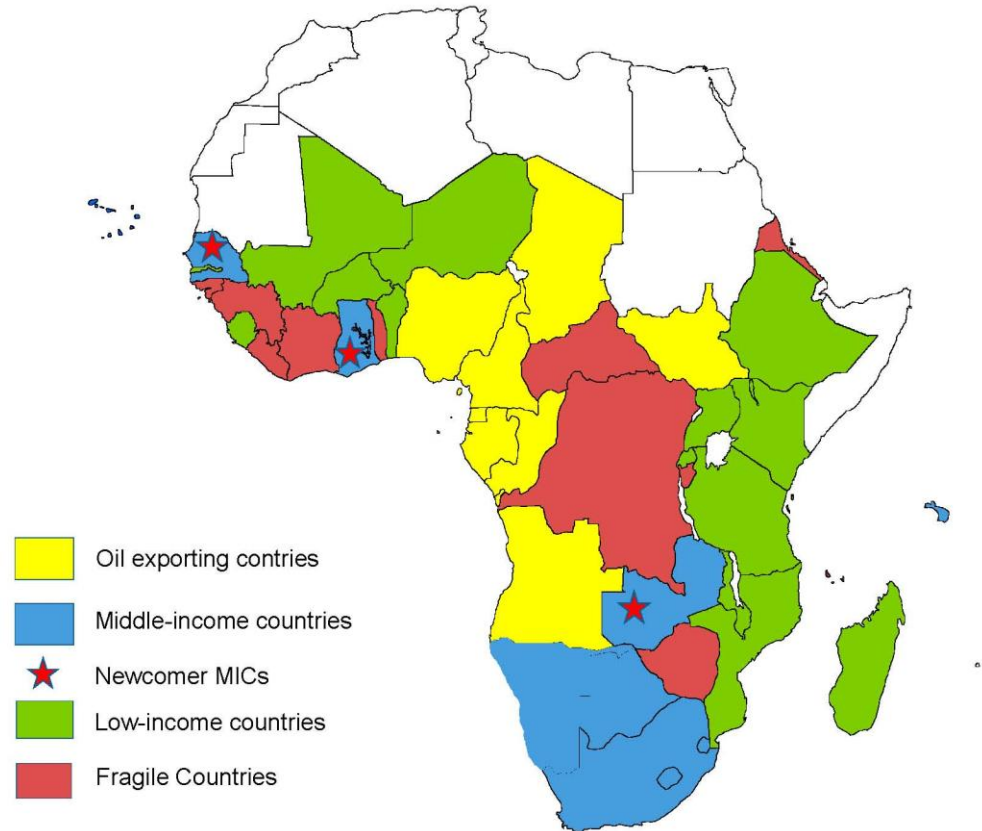 Oil exporting contries
Middle-income countries
Newcomer MICs
Low-income countries
Fragile Countries